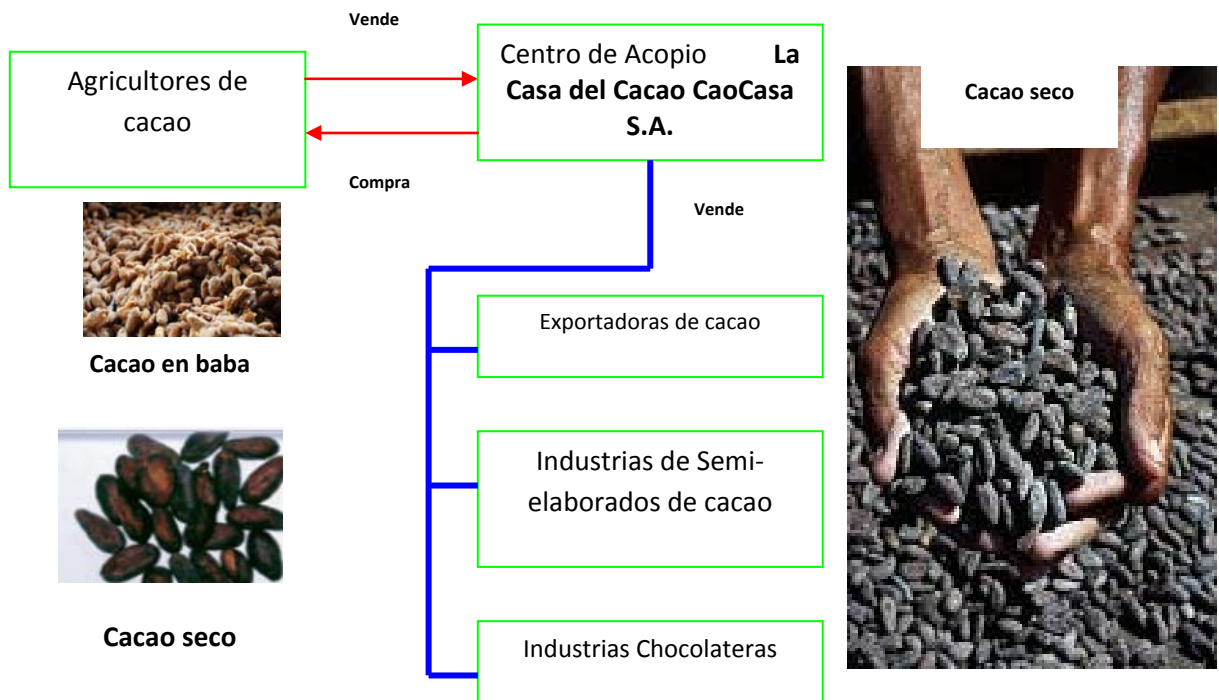 Vende
Agricultores de
cacao
Centro de Acopio La
Casa del Cacao CaoCasa
S.A.
Cacao seco
Compra
Vende
Exportadoras de cacao
Cacao en baba
Industrias de Semi-
elaborados de cacao
Cacao seco
Industrias Chocolateras